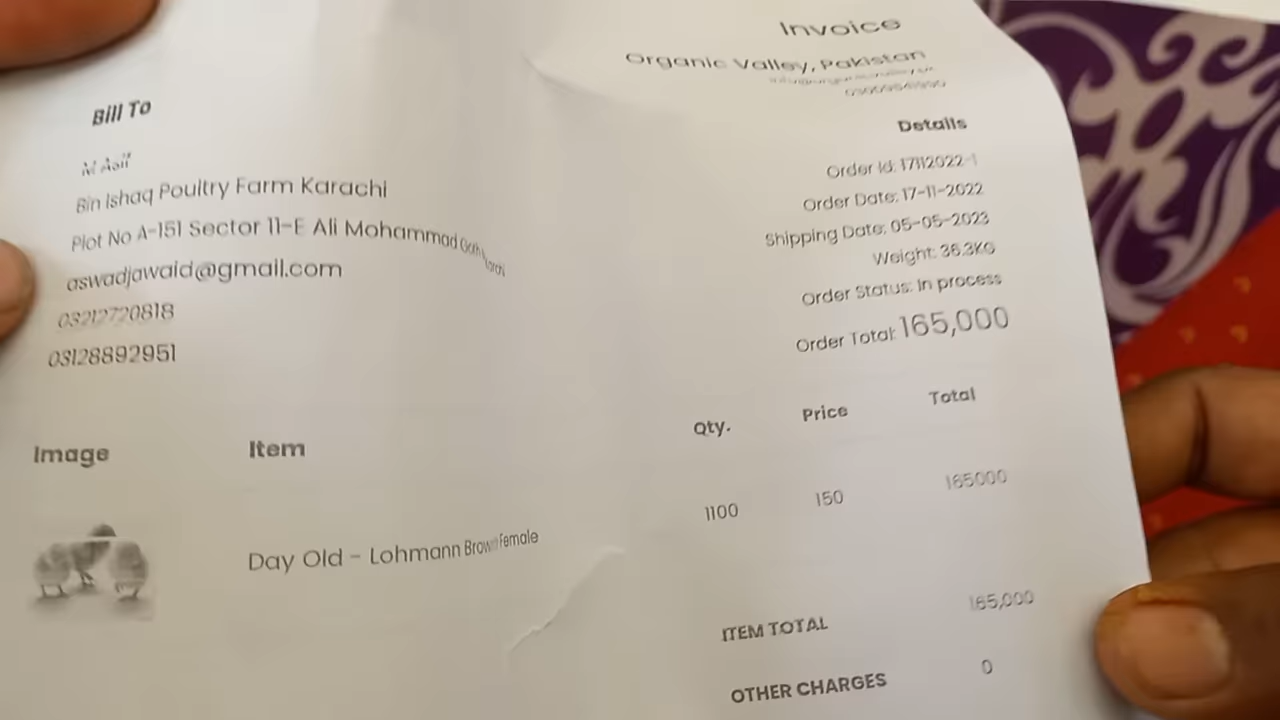 Invoice
Organic Valley, Pakistan
Bill To
M Asif
Bin Ishaq Poultry Farm Karachi
Plot No A-151 Sector 11-E Ali Mohammad
aswadjawaid@gmail.com
03212720818
03128892951
Details
Order Id: 17112022-1
Order Date: 17-11-2022
Shipping Date: 05-05-2023
Weight: 36.3KG
Order Status: In process
Order Total: 165,000
Image Item Qty. Price Total
Day Old - Lohmann Brown Female 1100 150 165000
ITEM TOTAL 165,000
OTHER CHARGES 0